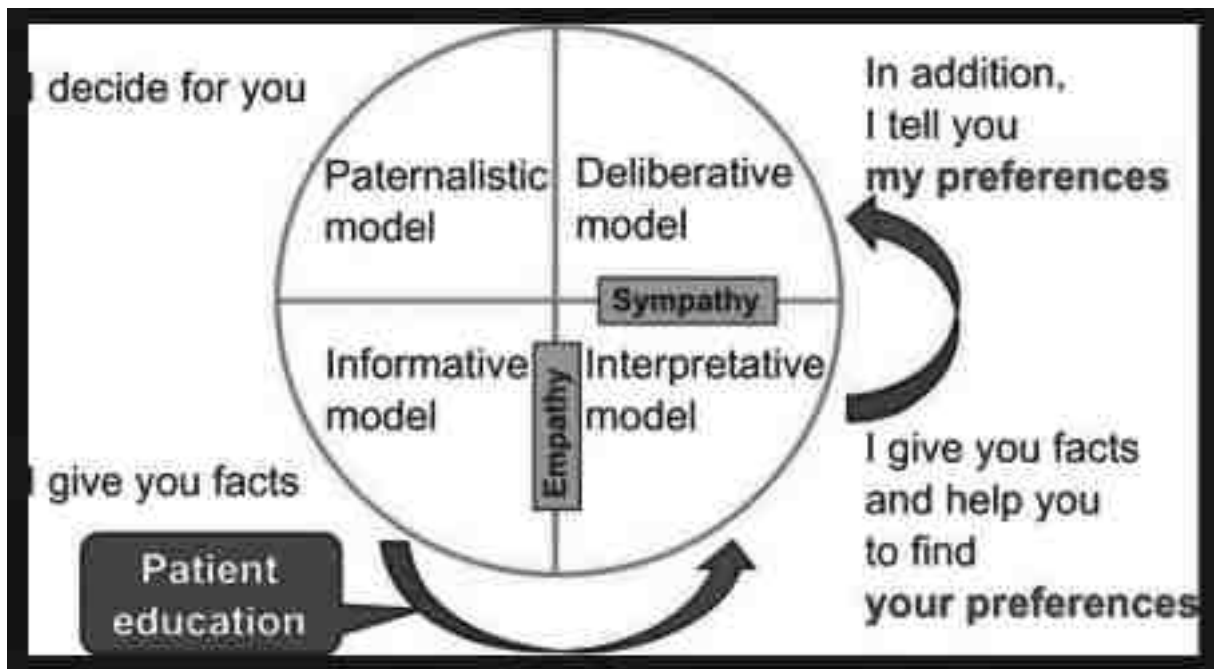 I decide for you
Paternalistic
model
Deliberative
model
In addition,
I tell you
my preferences
Sympathy
Informative
model
Empathy
Interpretative
model
I give you facts
I give you facts
and help you
to find
your preferences
Patient
education